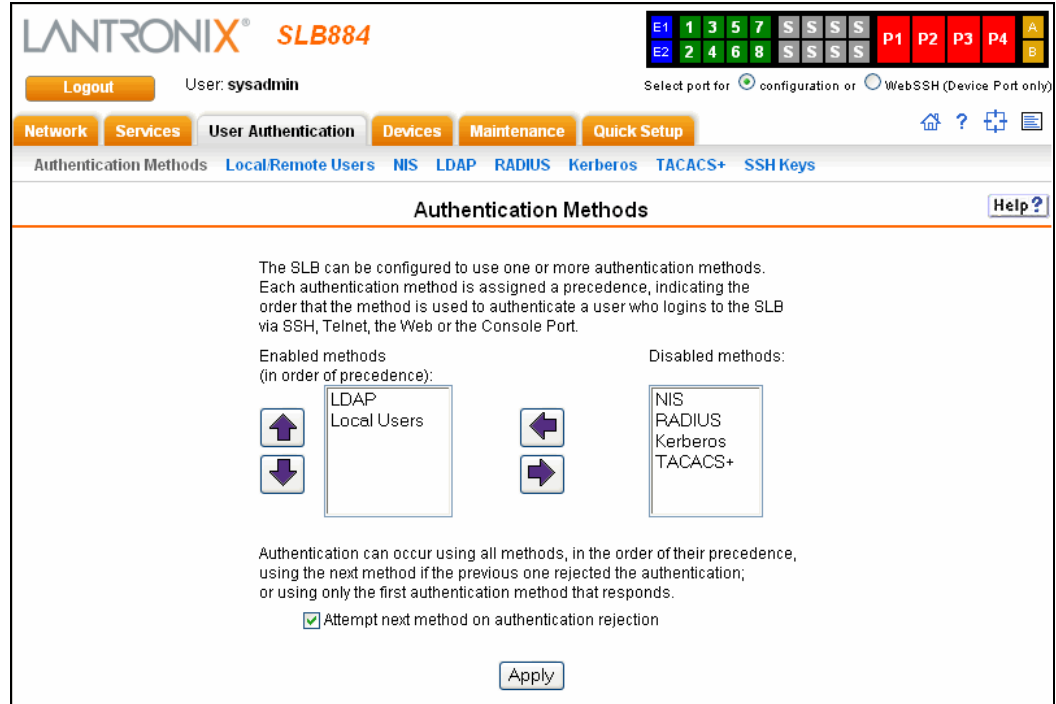 LANTRONIX® SLB884
E1 1 3 5 7 S S S S P1 P2 P3 P4 A
E2 2 4 6 8 S S S S B
Logout User: sysadmin Select port for configuration or WebSSH (Device Port only)
Network Services User Authentication Devices Maintenance Quick Setup ?
Authentication Methods Local/Remote Users NIS LDAP RADIUS Kerberos TACACS+ SSH Keys
Authentication Methods Help?
The SLB can be configured to use one or more authentication methods.
Each authentication method is assigned a precedence, indicating the
order that the method is used to authenticate a user who logins to the SLB
via SSH, Telnet, the Web or the Console Port.
Enabled methods
(in order of precedence):
LDAP
Local Users
Disabled methods:
NIS
RADIUS
Kerberos
TACACS+
Authentication can occur using all methods, in the order of their precedence,
using the next method if the previous one rejected the authentication;
or using only the first authentication method that responds.
Attempt next method on authentication rejection
Apply